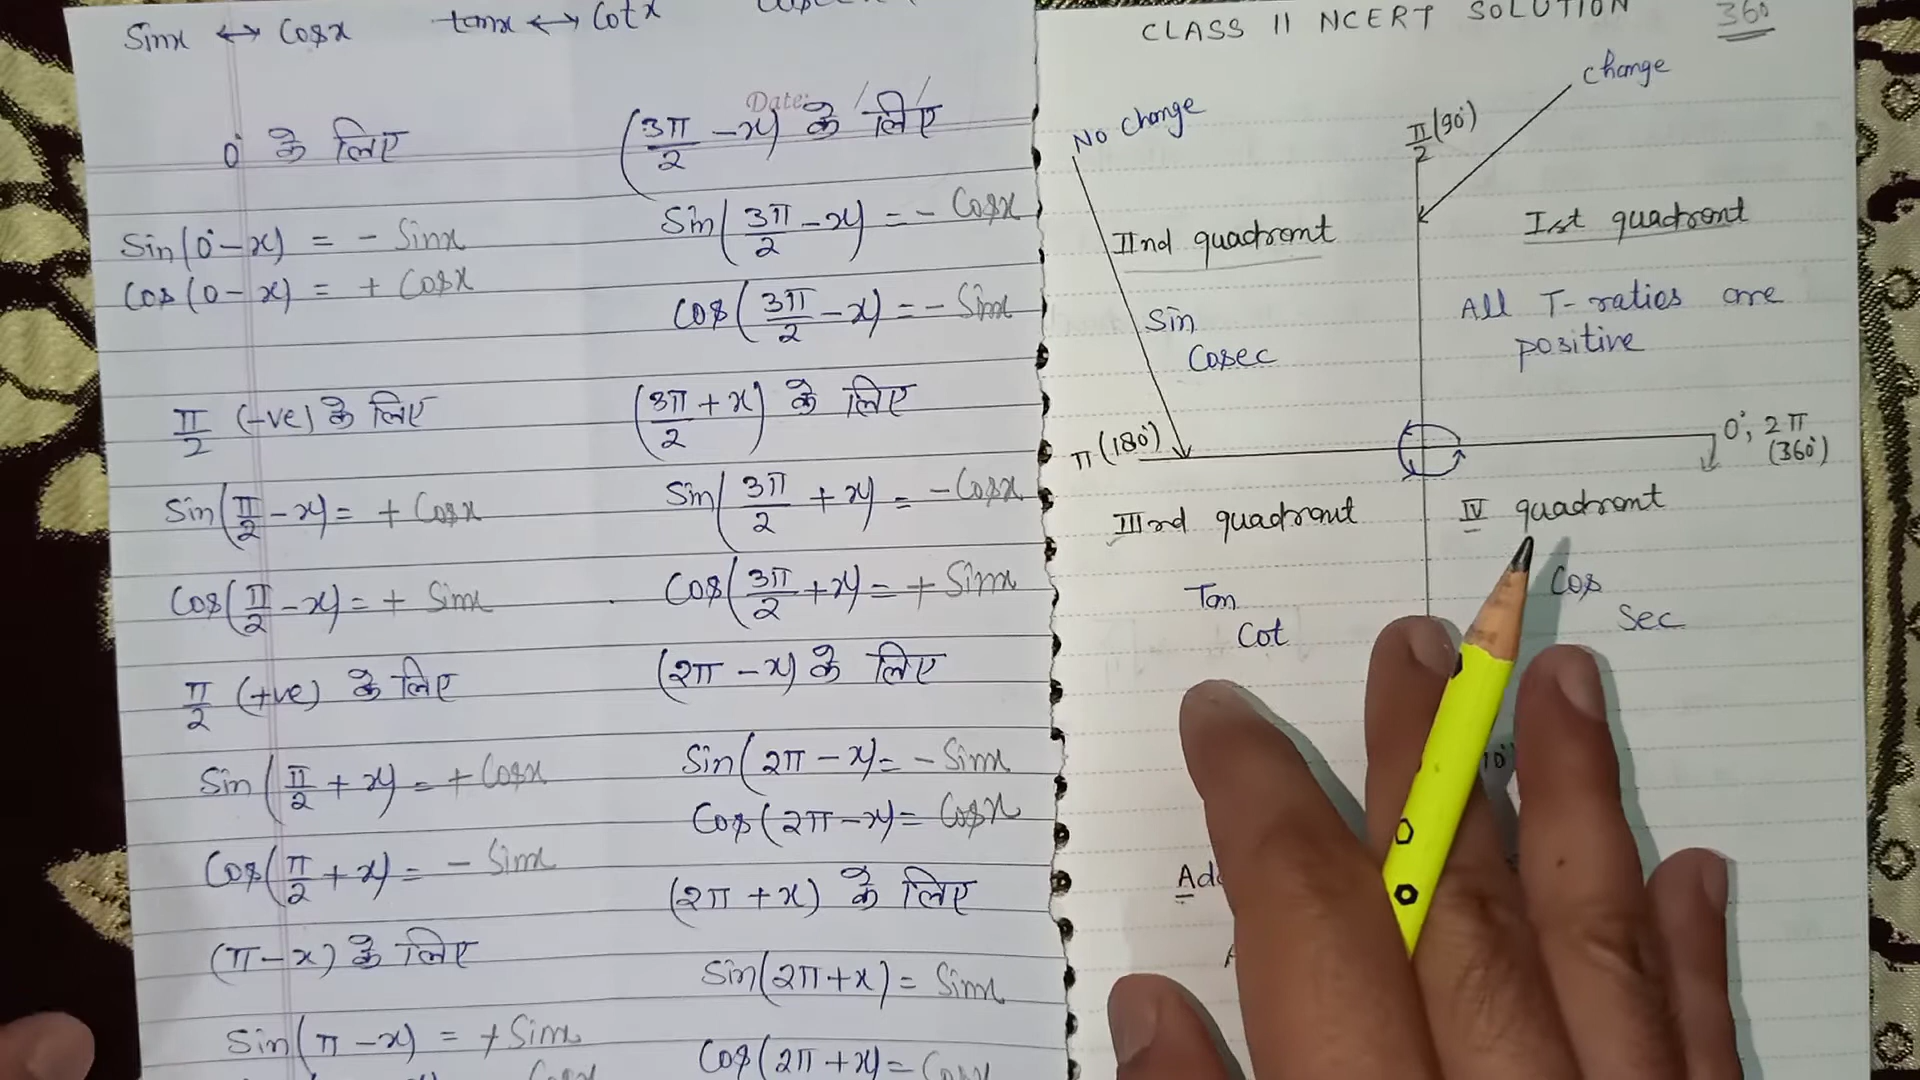 Sinx ↔ Cosx tanx ↔ Cotx
0° के लिए
Sin(0°-x) = - Sinx
Cos(0-x) = + Cosx
π/2 (-ve) के लिए
Sin(π/2 - x) = + Cosx
Cos(π/2 - x) = + Sinx
π/2 (+ve) के लिए
Sin(π/2 + x) = + Cosx
Cos(π/2 + x) = - Sinx
(π - x) के लिए
Sin(π - x) = + Sinx
Date:
(3π/2 - x) के लिए
Sin(3π/2 - x) = - Cosx
Cos(3π/2 - x) = - Sinx
(3π/2 + x) के लिए
Sin(3π/2 + x) = - Cosx
Cos(3π/2 + x) = + Sinx
(2π - x) के लिए
Sin(2π - x) = - Sinx
Cos(2π - x) = Cosx
(2π + x) के लिए
Sin(2π + x) = Sinx
Cos(2π + x) = Cosx
CLASS 11 NCERT SOLUTION
360
Change
No change
π/2 (90°)
IInd quadrant
Ist quadrant
Sin
Cosec
All T-ratios are
positive
π (180°)
0°, 2π
(360°)
IIIrd quadrant
IV quadrant
Tan
Cot
Cos
Sec